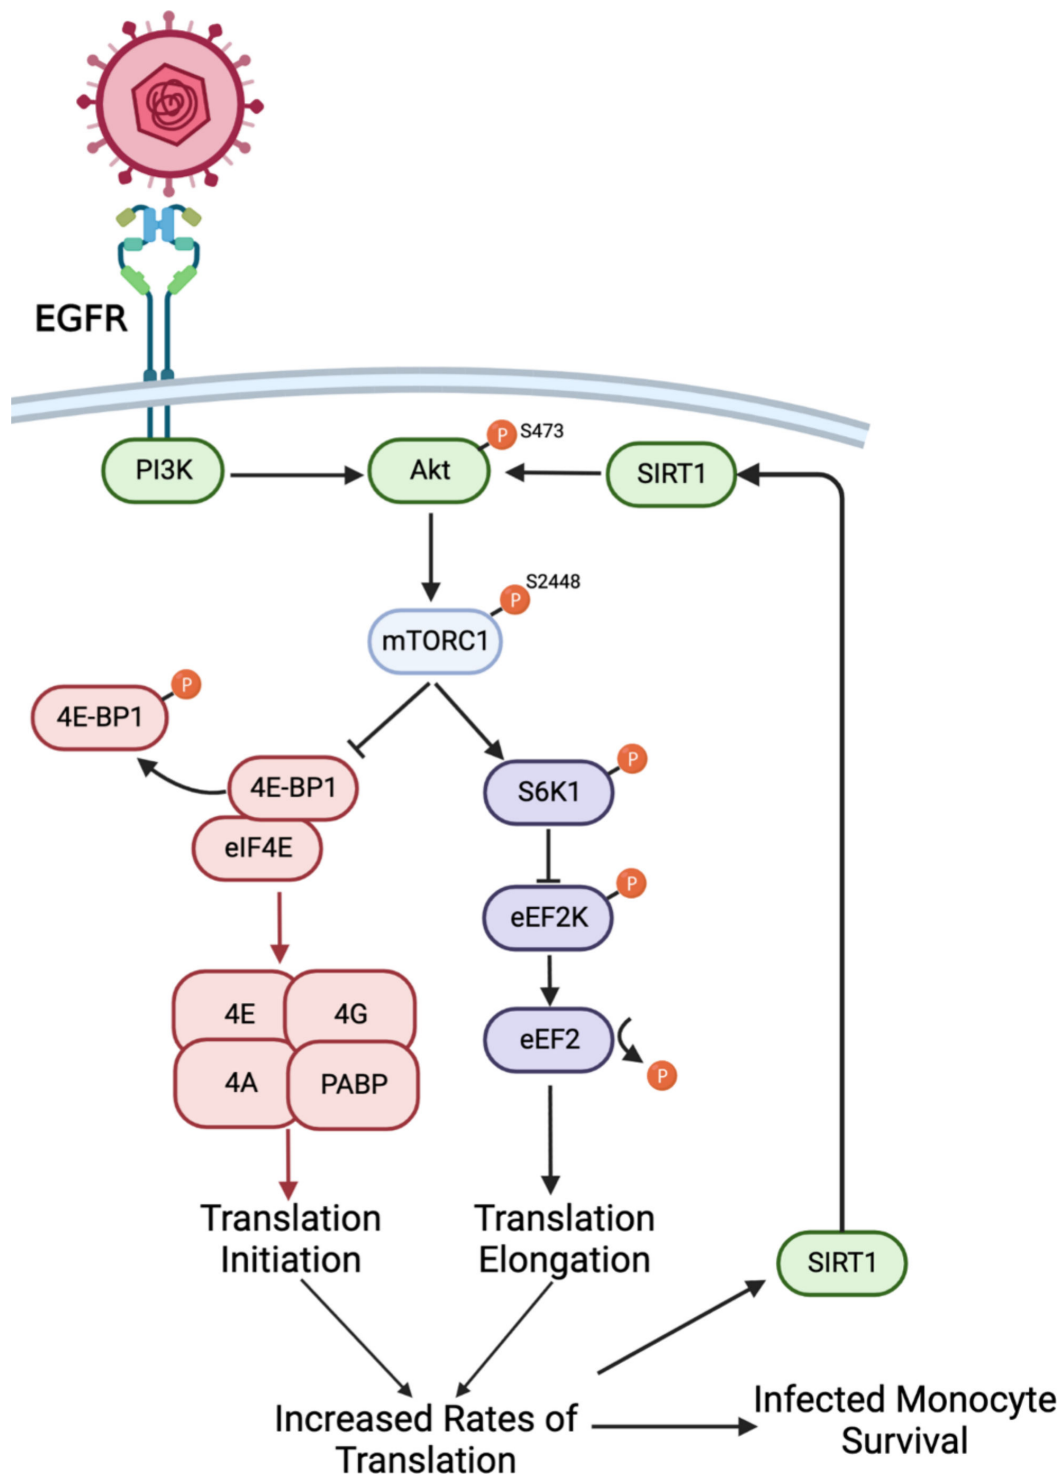 EGFR
PI3K
Akt
P
S473
SIRT1
mTORC1
P
S2448
4E-BP1
P
4E-BP1
eIF4E
S6K1
P
eEF2K
P
eEF2
P
4E
4G
4A
PABP
Translation
Initiation
Translation
Elongation
SIRT1
Increased Rates of
Translation
Infected Monocyte
Survival